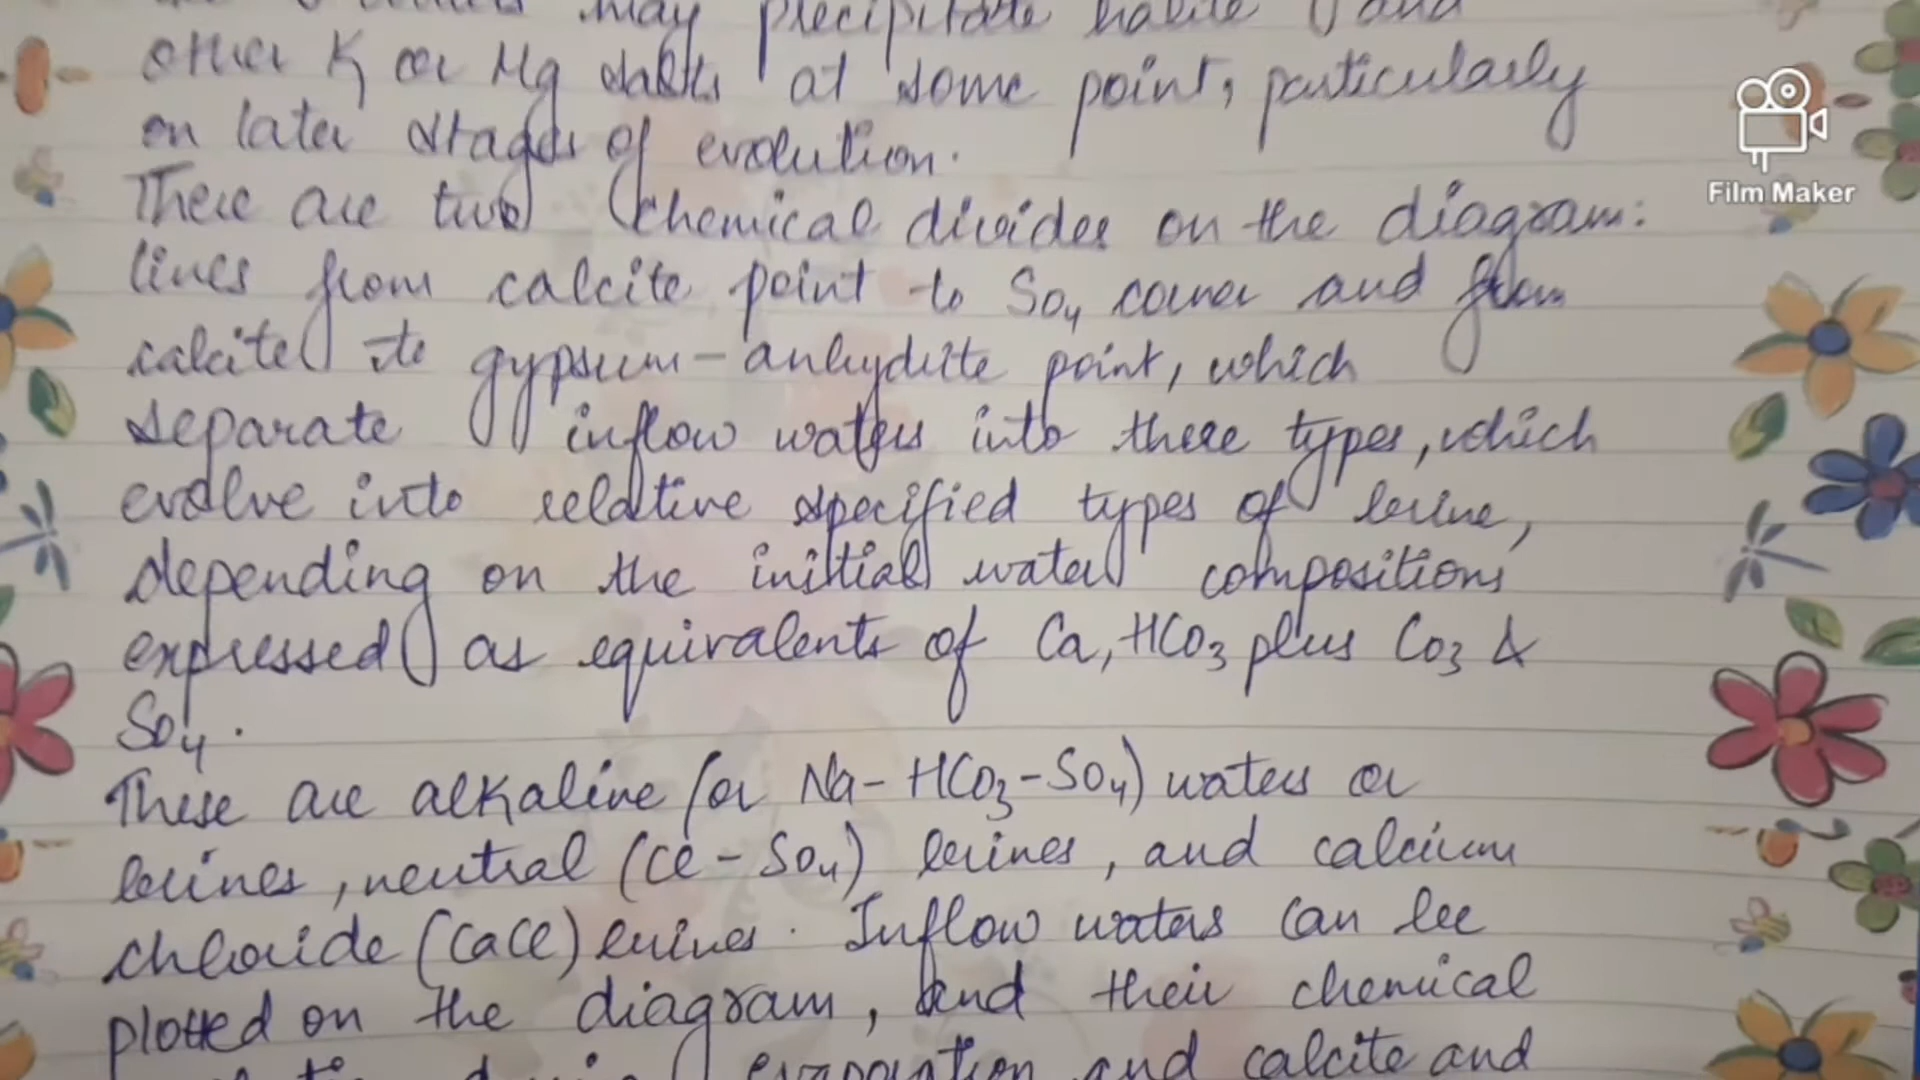 may precipitate halite and
other K or Mg salts at some point, particularly
on later stages of evolution.
There are two chemical divides on the diagram:
lines from calcite point to SO4 corner and from
calcite to gypsum-anhydrite point, which
separate inflow waters into three types, which
evolve into relative specified types of brine,
depending on the initial water compositions
expressed as equivalents of Ca, HCO3 plus CO3 &
SO4.
These are alkaline (or Na-HCO3-SO4) waters or
brines, neutral (Cl-SO4) brines, and calcium
chloride (CaCl) brines. Inflow waters can be
plotted on the diagram, and their chemical
evaporation and calcite and
Film Maker